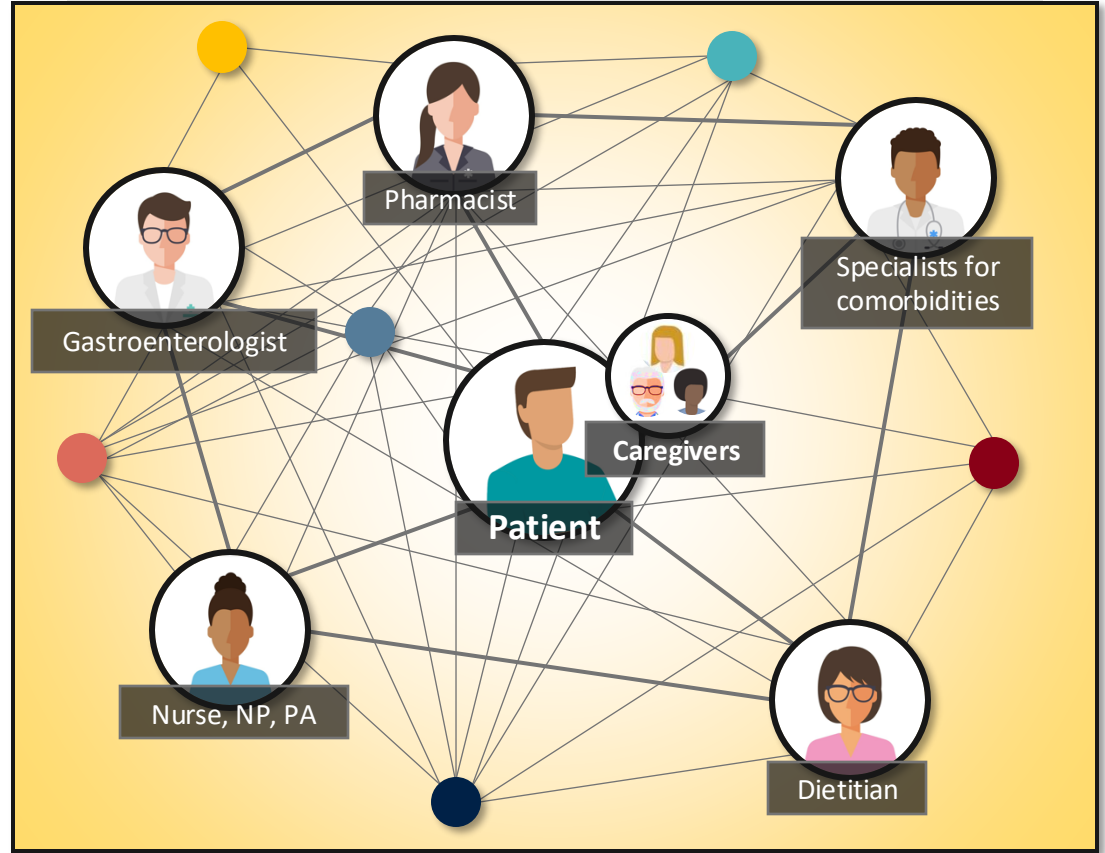 Pharmacist
Specialists for
comorbidities
Gastroenterologist
Caregivers
Patient
Nurse, NP, PA
Dietitian